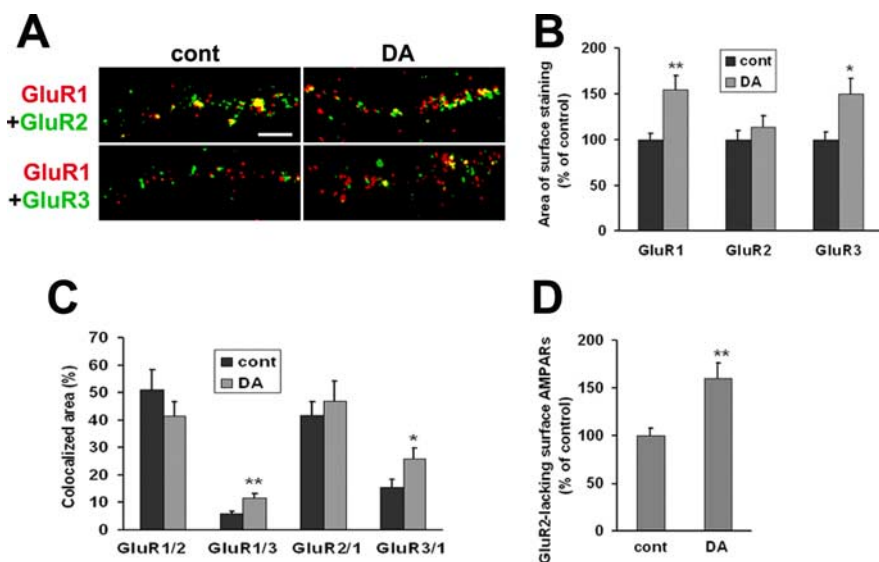 A
cont DA
GluR1
+GluR2
GluR1
+GluR3
B
Area of surface staining
(% of control)
200
150
100
50
0
cont
DA
**
*
GluR1 GluR2 GluR3
C
Colocalized area (%)
70
60
50
40
30
20
10
0
cont
DA
**
*
GluR1/2 GluR1/3 GluR2/1 GluR3/1
D
GluR2-lacking surface AMPARs
(% of control)
200
150
100
50
0
**
cont DA